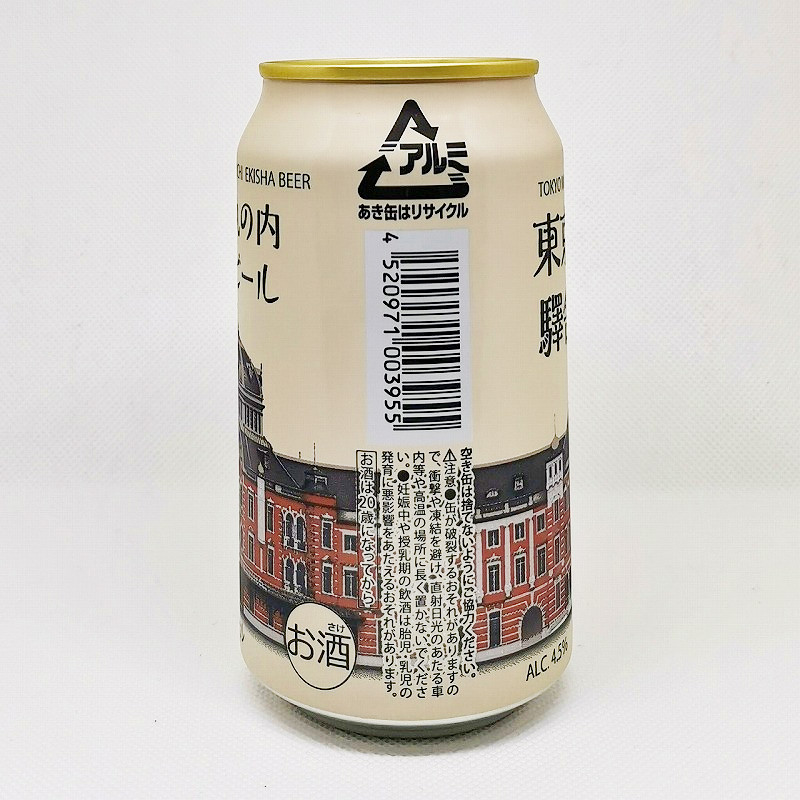 EKISHA BEER
の内
ビール
アルミ
あき缶はリサイクル
4 520971 003955
TOKYO
東京
驛
空き缶は捨てないようにご協力ください。
⚠注意●缶が破裂するおそれがありますの
で、衝撃や凍結を避け、直射日光のあたる車
内等や高温の場所に長く置かないでくださ
い。●妊娠中や授乳期の飲酒は胎児・乳児の
発育に悪影響をあたえるおそれがあります。
お酒は20歳になってから
さけ
お酒
ALC. 4.5%